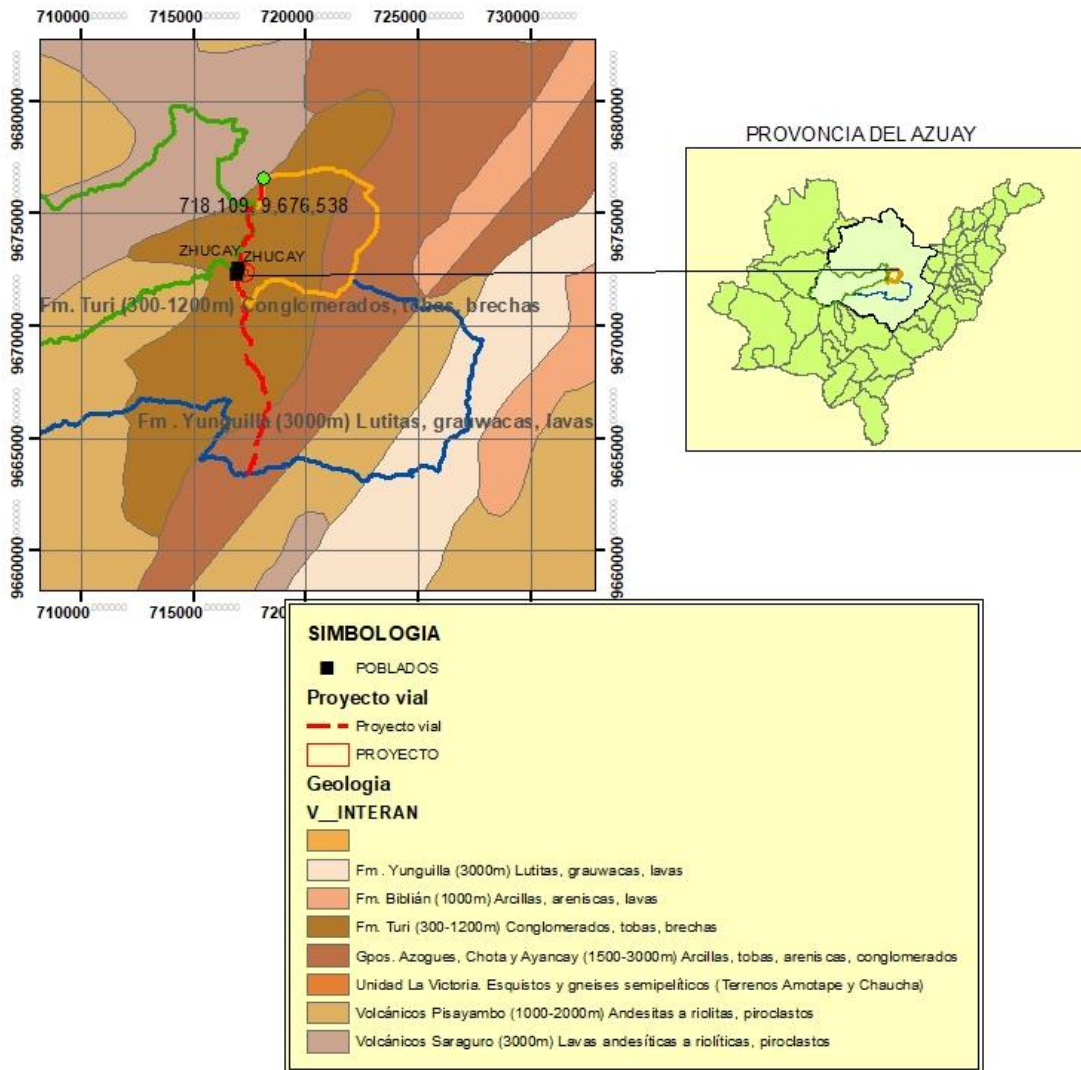 710000 715000 720000 725000 730000
PROVONCIA DEL AZUAY
9680000 9680000
9675000 9675000
718,109 9,676,538
ZHUCAY ZHUCAY
Fm. Turi (300-1200m) Conglomerados, tobas, brechas
9670000 9670000
Fm . Yunguilla (3000m) Lutitas, grauwacas, lavas
9665000 9665000
9660000 9660000
710000 715000 725000 730000
SIMBOLOGIA
POBLADOS
Proyecto vial
Proyecto vial
PROYECTO
Geologia
V__INTERAN
Fm . Yunguilla (3000m) Lutitas, grauwacas, lavas
Fm. Biblián (1000m) Arcillas, areniscas, lavas
Fm. Turi (300-1200m) Conglomerados, tobas, brechas
Gpos. Azogues, Chota y Ayancay (1500-3000m) Arcillas, tobas, areniscas, conglomerados
Unidad La Victoria. Esquistos y gneises semipelíticos (Terrenos Amotape y Chaucha)
Volcánicos Pisayambo (1000-2000m) Andesitas a riolitas, piroclastos
Volcánicos Saraguro (3000m) Lavas andesíticas a riolíticas, piroclastos